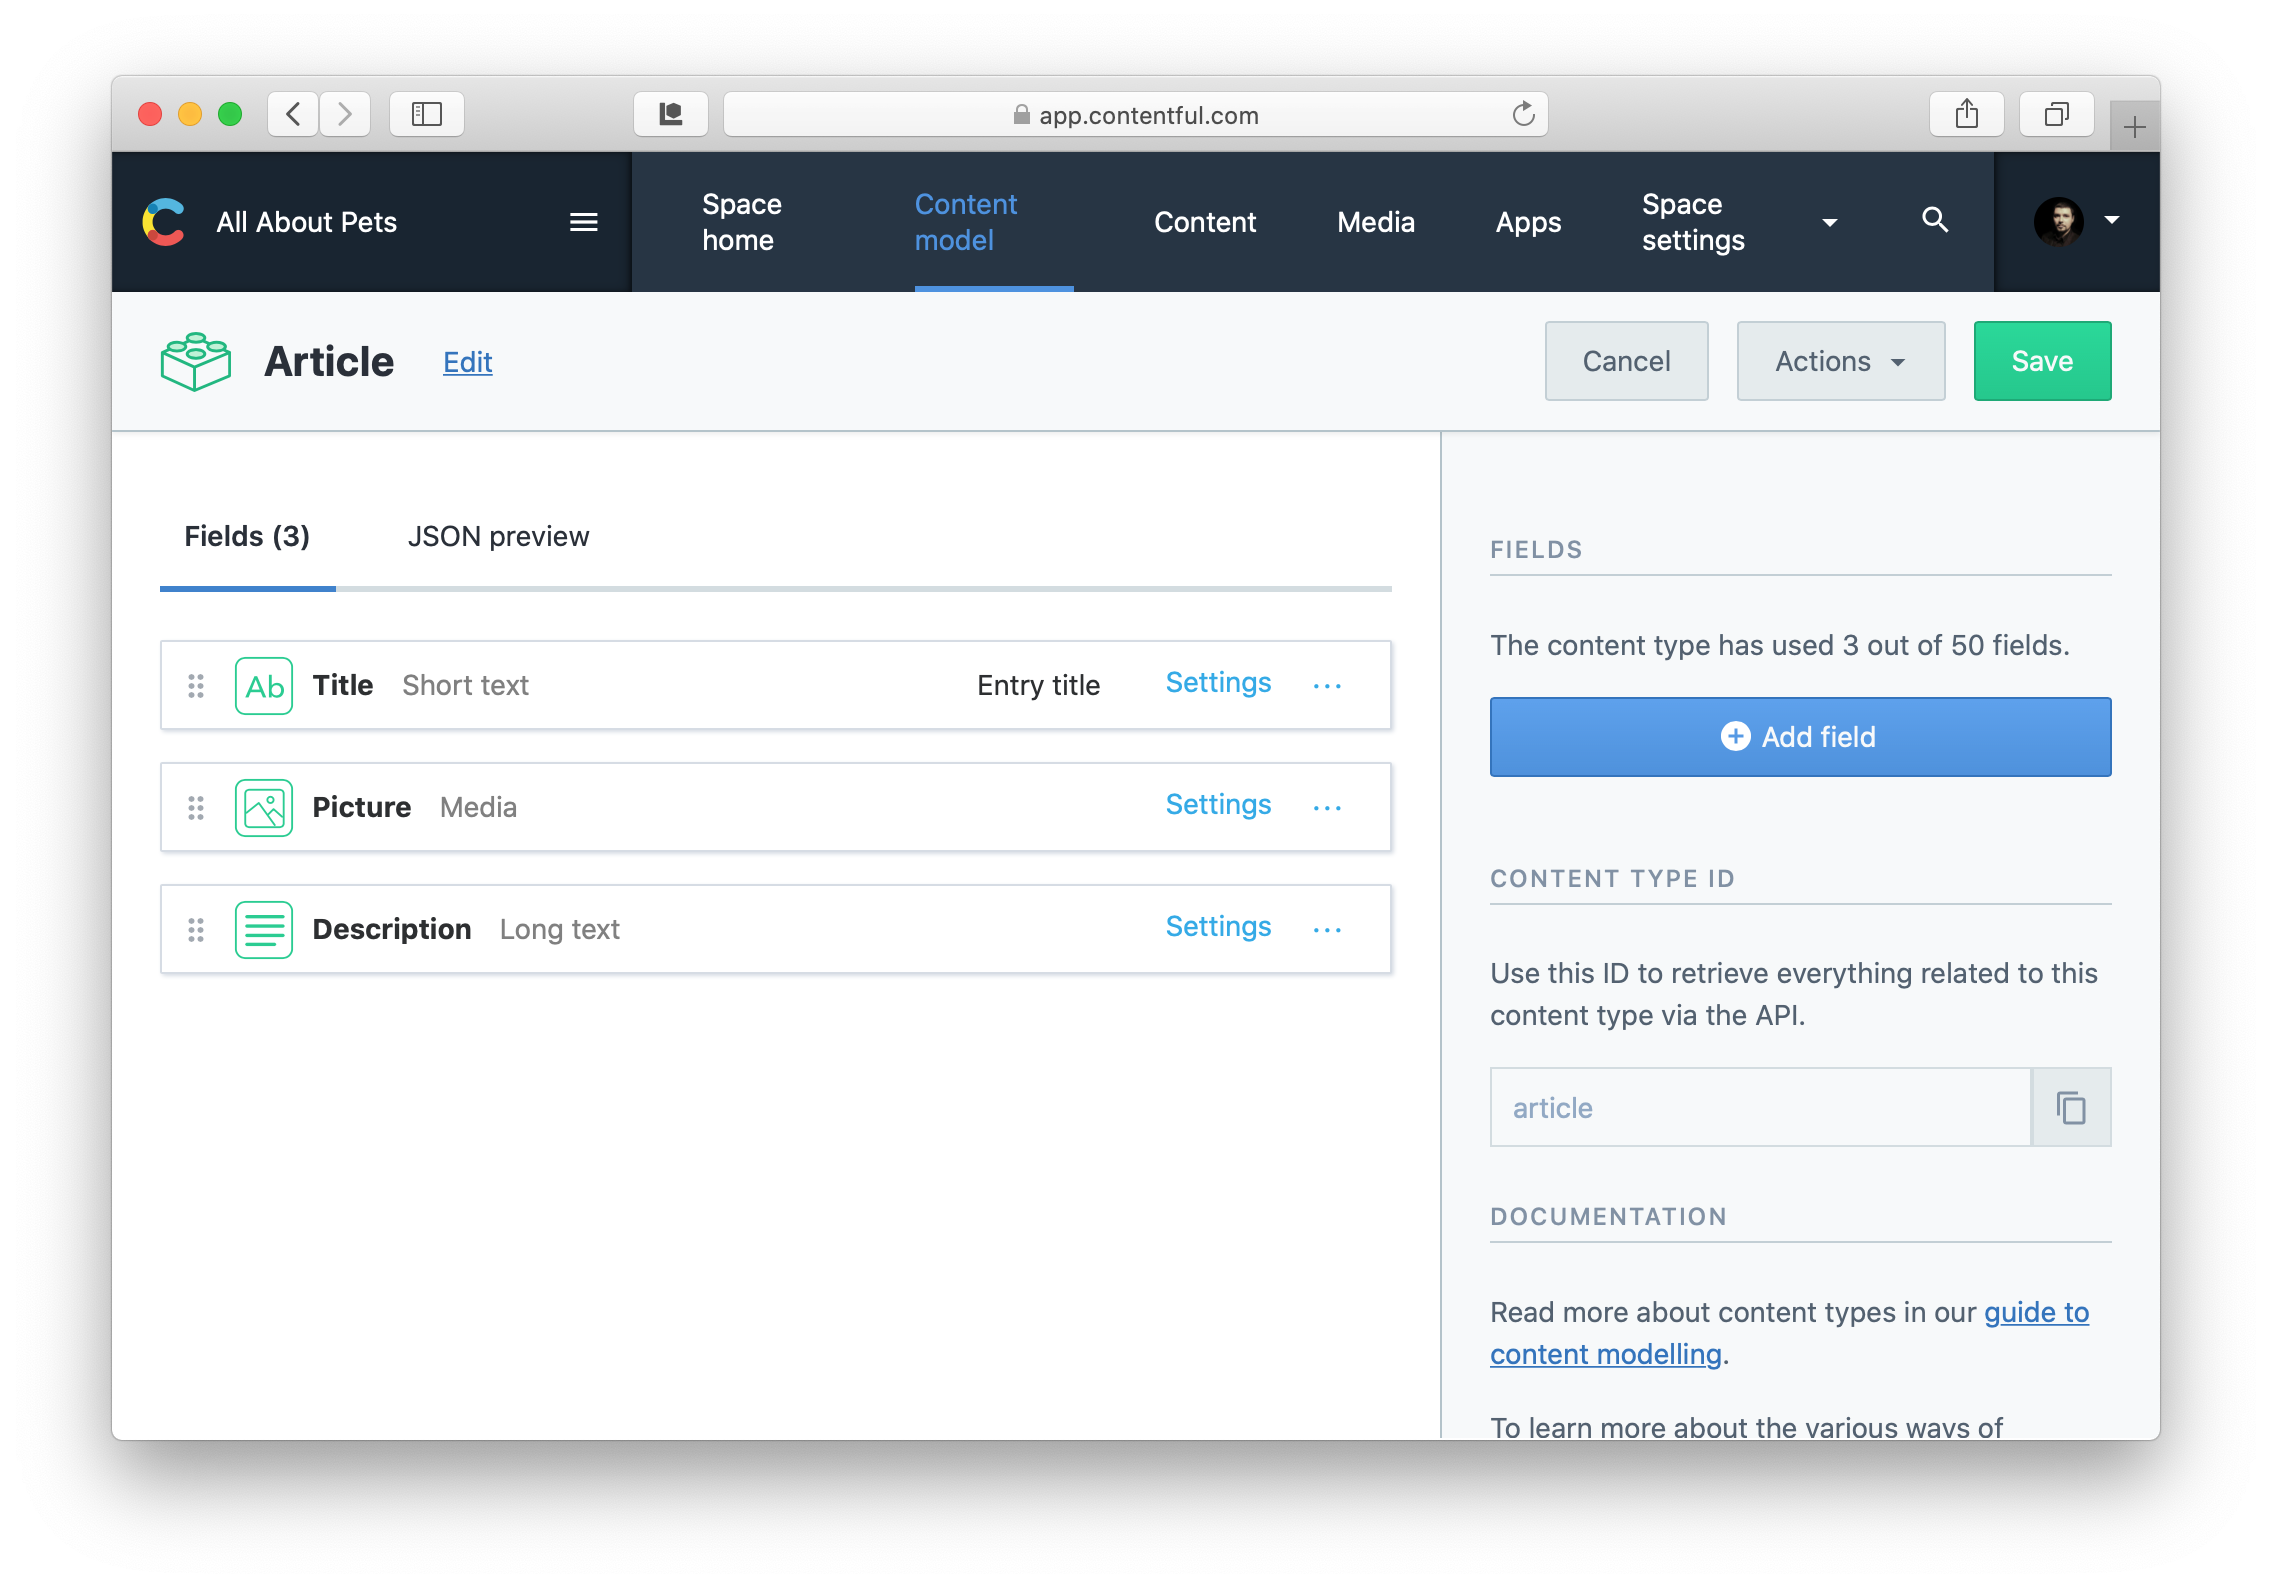 app.contentful.com
All About Pets
Space home
Content model
Content
Media
Apps
Space settings
Article
Edit
Cancel
Actions
Save
Fields (3)
JSON preview
Ab
Title
Short text
Entry title
Settings
...
Picture
Media
Settings
...
Description
Long text
Settings
...
FIELDS
The content type has used 3 out of 50 fields.
Add field
CONTENT TYPE ID
Use this ID to retrieve everything related to this
content type via the API.
article
DOCUMENTATION
Read more about content types in our guide to
content modelling.
To learn more about the various ways of